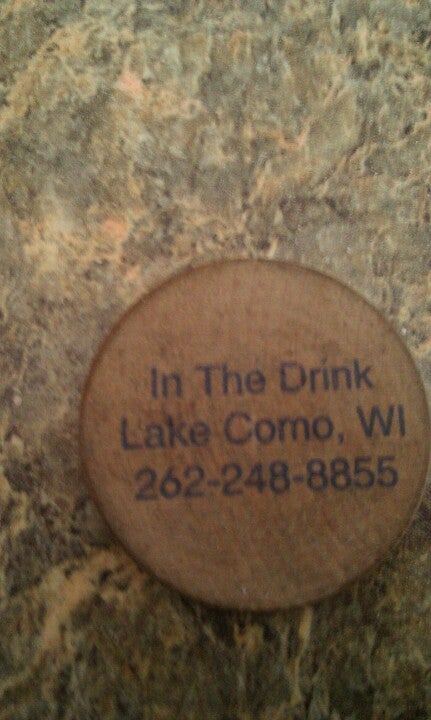 In The Drink
Lake Como, WI
262-248-8855